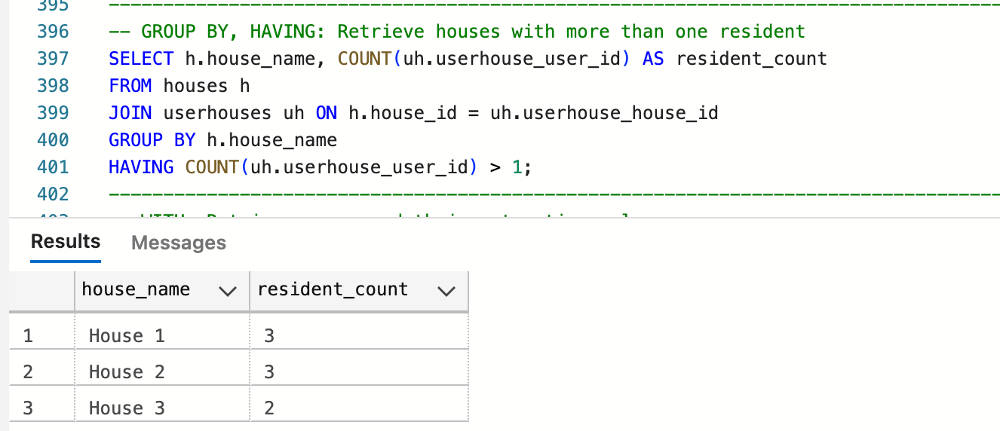 395 --------------------------------------------------------------------------------
396 -- GROUP BY, HAVING: Retrieve houses with more than one resident
397 SELECT h.house_name, COUNT(uh.userhouse_user_id) AS resident_count
398 FROM houses h
399 JOIN userhouses uh ON h.house_id = uh.userhouse_house_id
400 GROUP BY h.house_name
401 HAVING COUNT(uh.userhouse_user_id) > 1;
402 --------------------------------------------------------------------------------
Results Messages
house_name resident_count
1 House 1 3
2 House 2 3
3 House 3 2